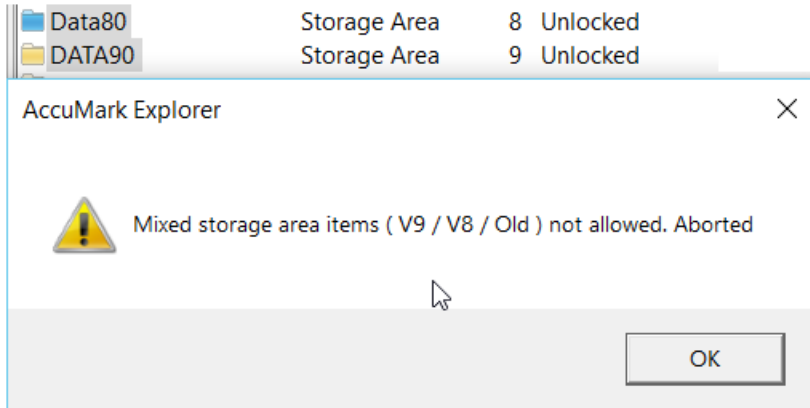 Data80 Storage Area 8 Unlocked
DATA90 Storage Area 9 Unlocked
AccuMark Explorer
Mixed storage area items ( V9 / V8 / Old ) not allowed. Aborted
OK